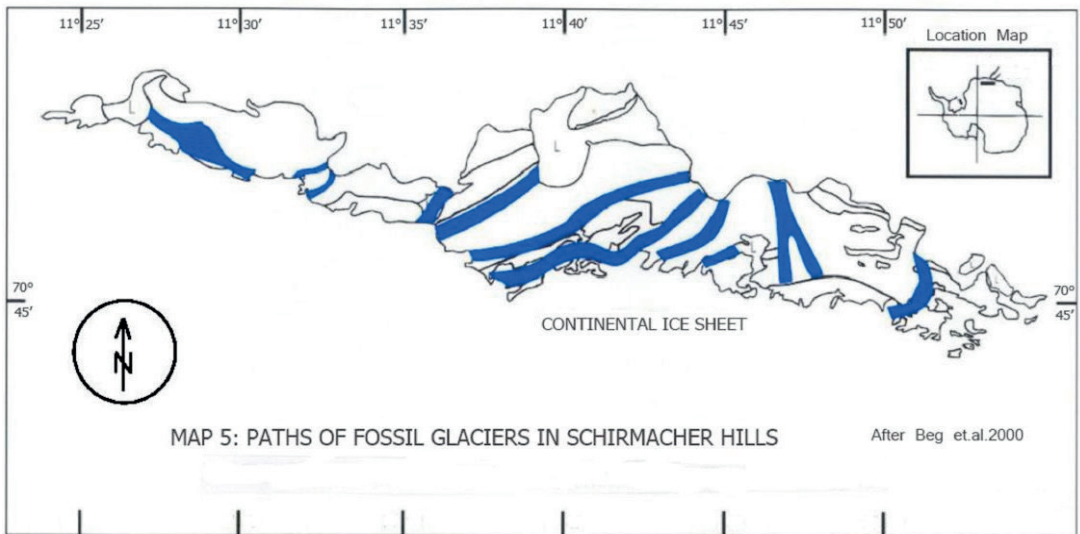 11° 25’ 11° 30’ 11° 35’ 11° 40’ 11° 45’ 11° 50’
Location Map
L
L
L
70°
45’
70°
45’
CONTINENTAL ICE SHEET
N
MAP 5: PATHS OF FOSSIL GLACIERS IN SCHIRMACHER HILLS
After Beg et.al.2000